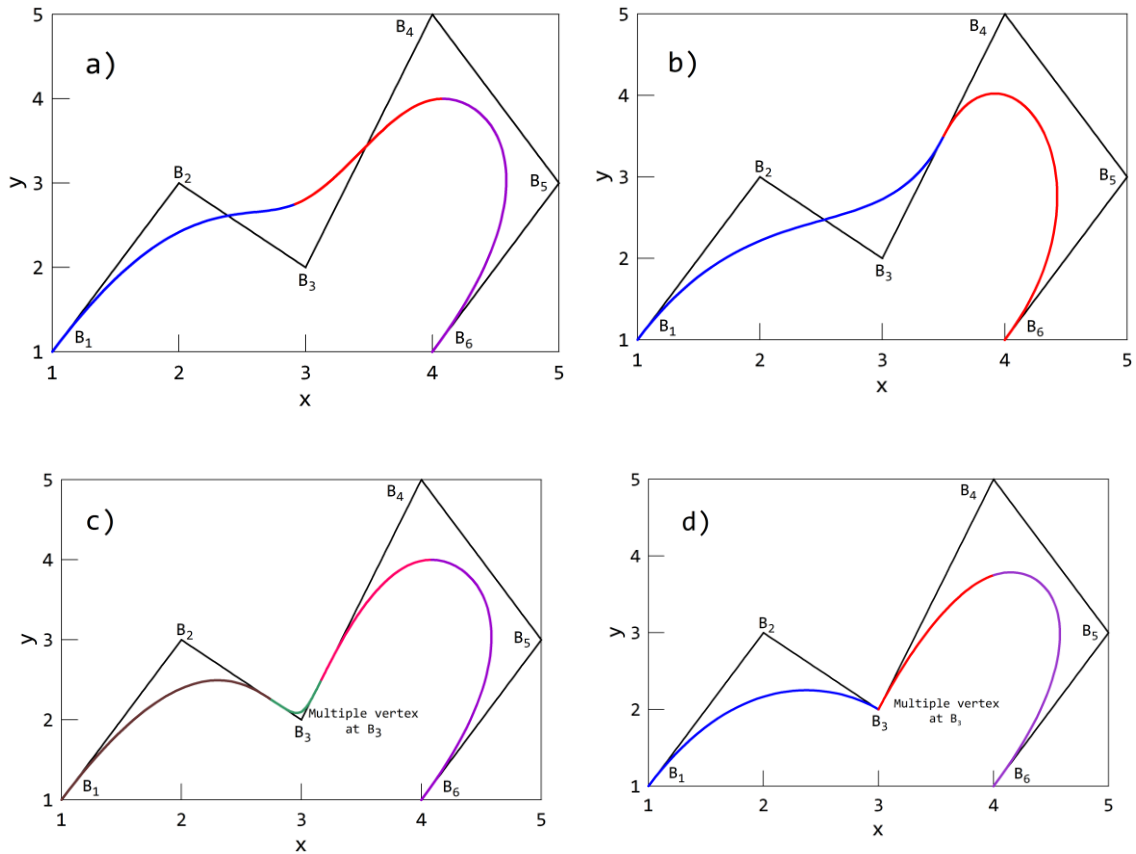 a)
5
4
3
2
1
y
B₄
B₂
B₅
B₃
B₁
B₆
1 2 3 4 5
x
b)
5
4
3
2
1
y
B₄
B₂
B₅
B₃
B₁
B₆
1 2 3 4 5
x
c)
5
4
3
2
1
y
B₄
B₂
B₅
Multiple vertex
at B₃
B₃
B₁
B₆
1 2 3 4 5
x
d)
5
4
3
2
1
y
B₄
B₂
B₅
Multiple vertex
at B₃
B₃
B₁
B₆
1 2 3 4 5
x